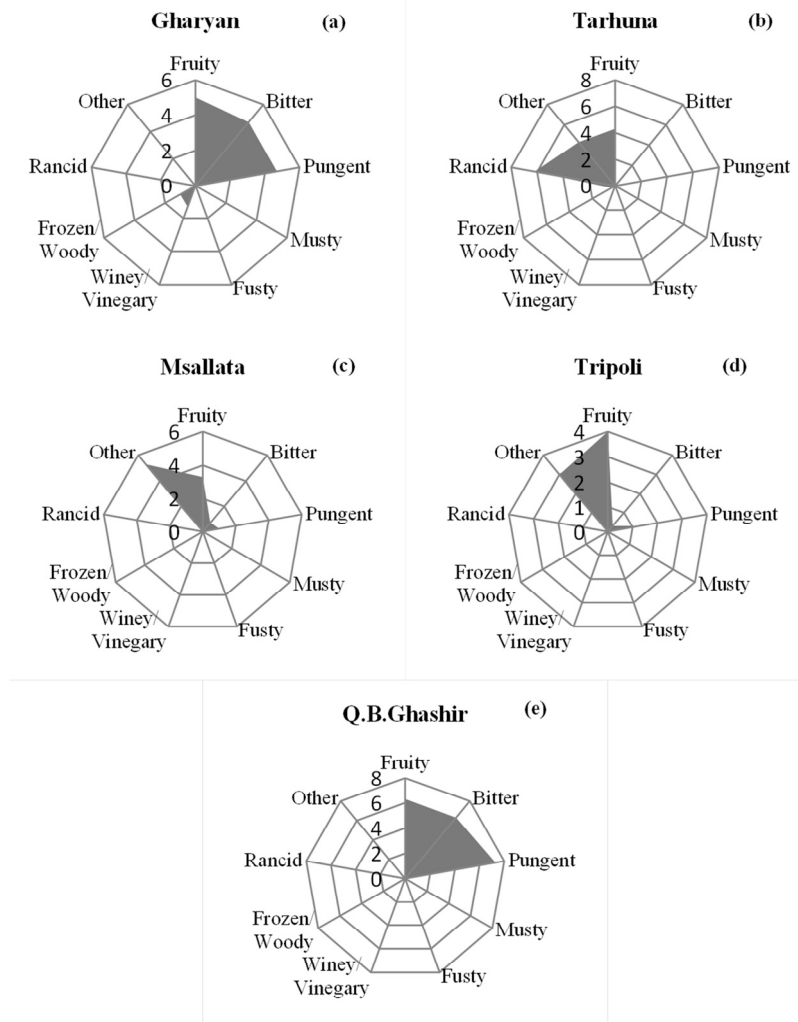 Gharyan (a)
Fruity
6
Other
Bitter
4
2
Rancid
Pungent
0
Frozen/
Woody
Musty
Winey/
Vinegary
Fusty
Tarhuna (b)
Fruity
8
Other
Bitter
6
4
2
Rancid
Pungent
0
Frozen/
Woody
Musty
Winey/
Vinegary
Fusty
Msallata (c)
Fruity
6
Other
Bitter
4
2
Rancid
Pungent
0
Frozen/
Woody
Musty
Winey/
Vinegary
Fusty
Tripoli (d)
Fruity
4
Other
Bitter
3
2
1
Rancid
Pungent
0
Frozen/
Woody
Musty
Winey/
Vinegary
Fusty
Q.B.Ghashir (e)
Fruity
8
Other
Bitter
6
4
2
Rancid
Pungent
0
Frozen/
Woody
Musty
Winey/
Vinegary
Fusty